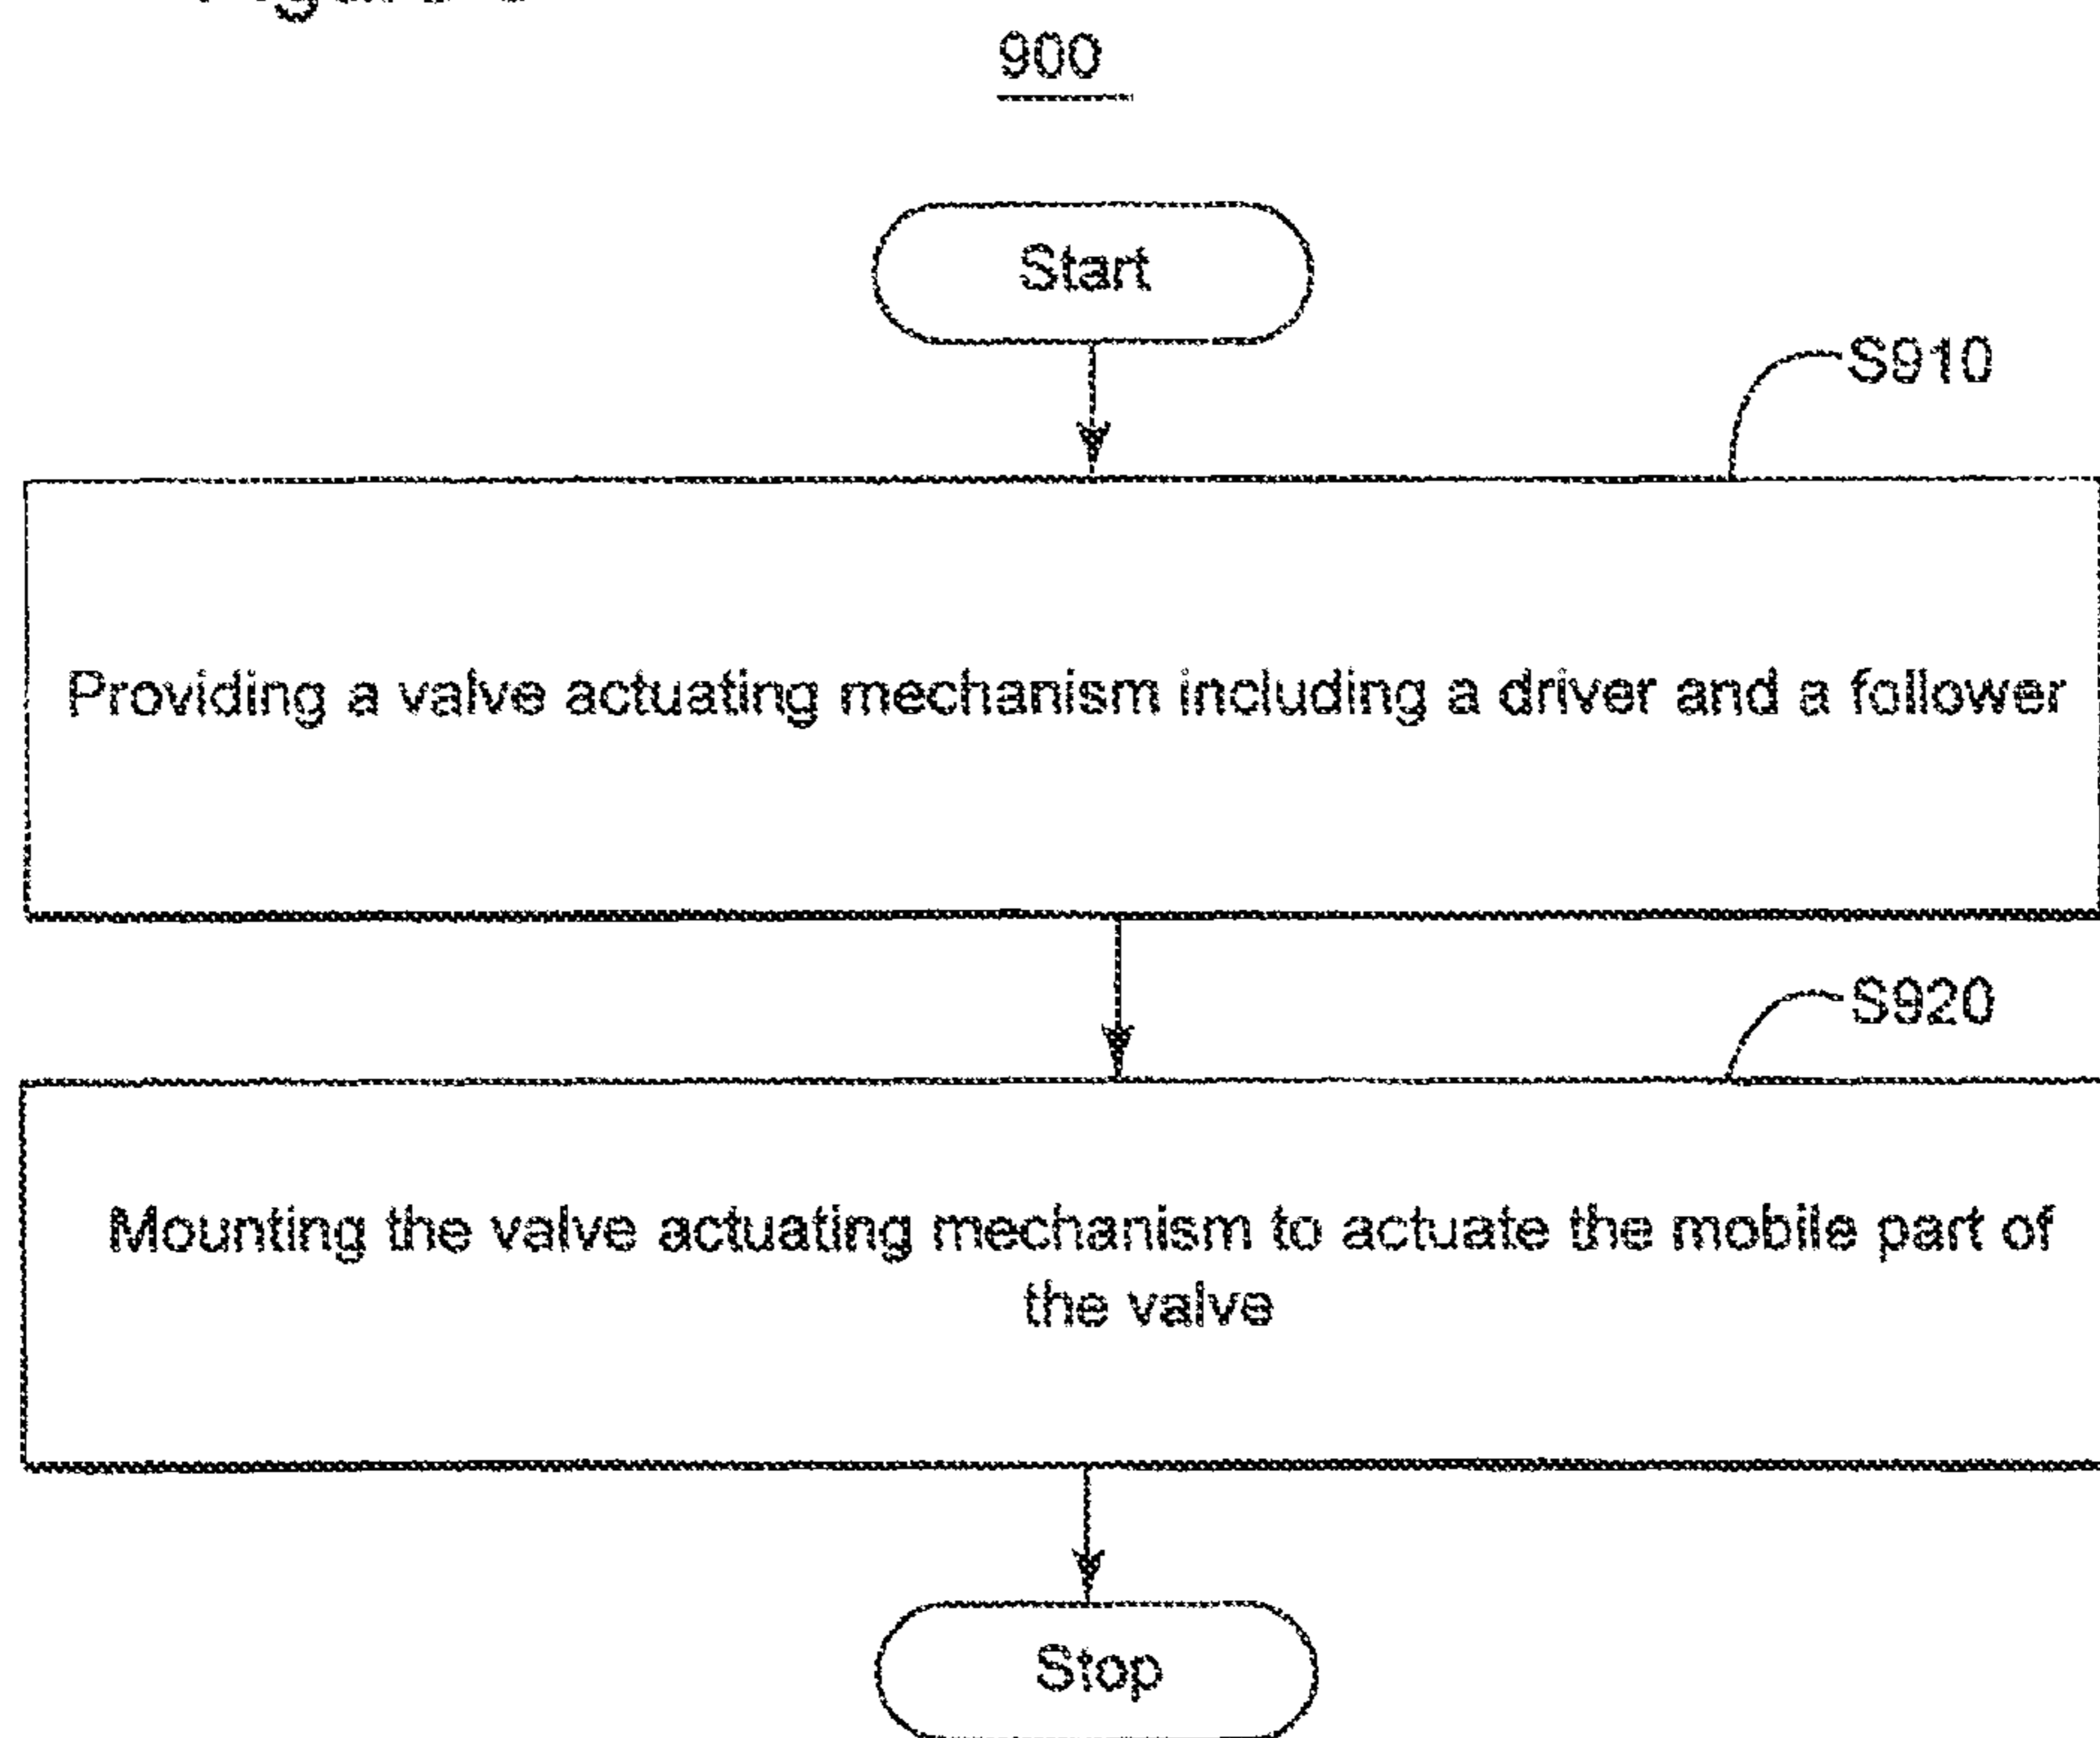 900
Start
S910
Providing a valve actuating mechanism including a driver and a follower
S920
Mounting the valve actuating mechanism to actuate the mobile part of
the valve
Stop